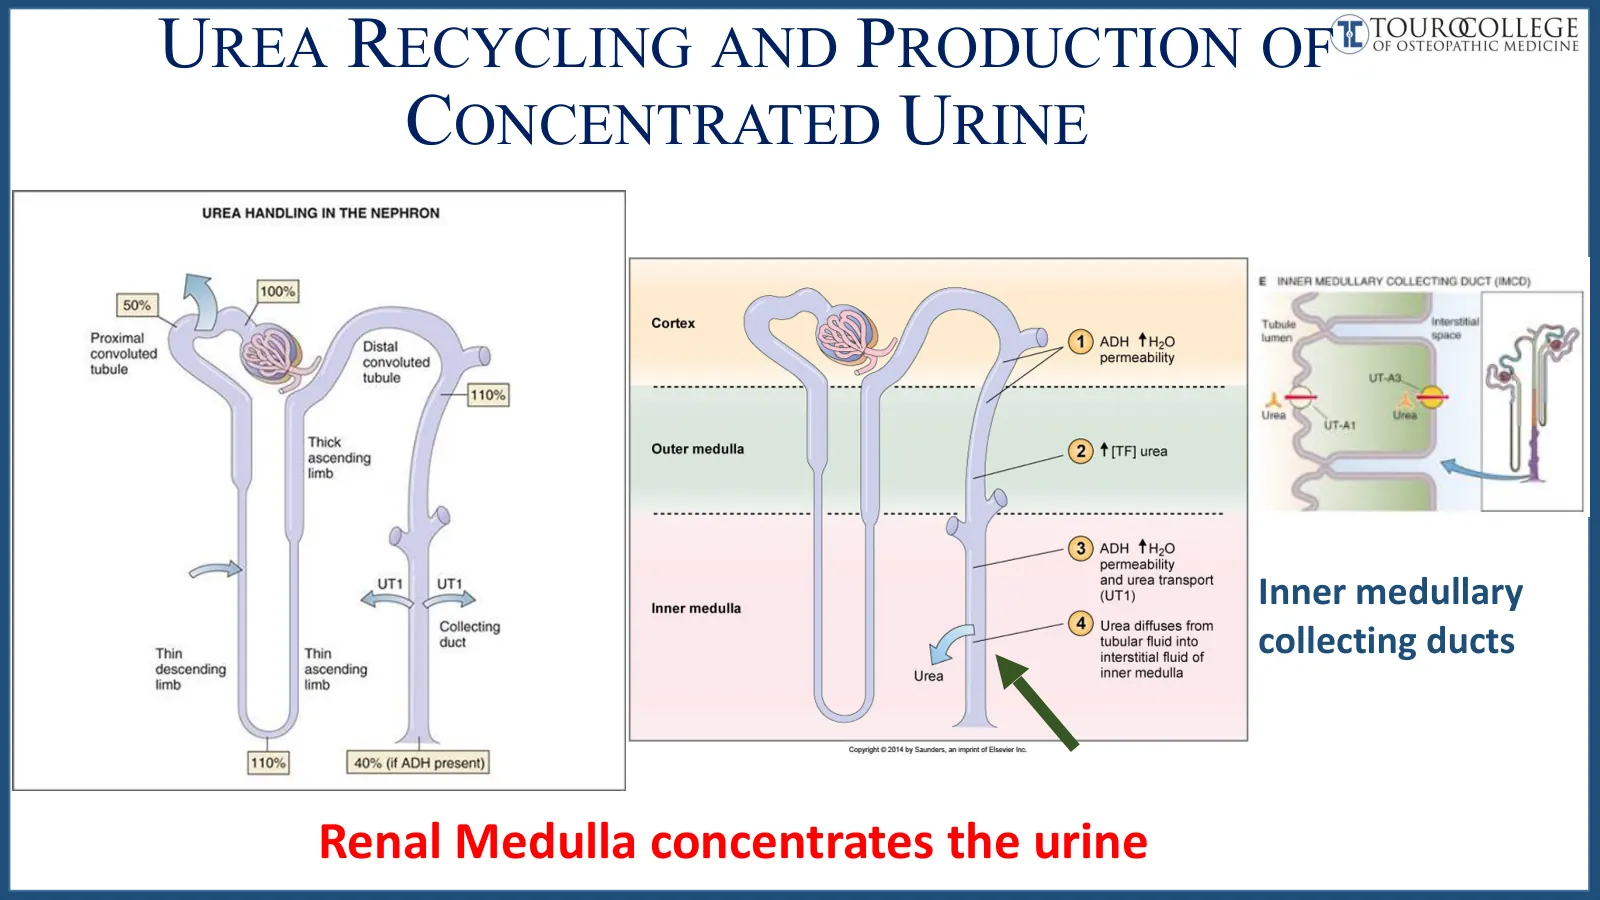 UREA RECYCLING AND PRODUCTION OF
CONCENTRATED URINE
TOUROCOLLEGE
OF OSTEOPATHIC MEDICINE
UREA HANDLING IN THE NEPHRON
50%
100%
Proximal
convoluted
tubule
Distal
convoluted
tubule
110%
Thick
ascending
limb
UT1
UT1
Collecting
duct
Thin
descending
limb
Thin
ascending
limb
110%
40% (if ADH present)
Cortex
Outer medulla
Inner medulla
1 ADH ↑H₂O
permeability
2 ↑[TF] urea
3 ADH ↑H₂O
permeability
and urea transport
(UT1)
4 Urea diffuses from
tubular fluid into
interstitial fluid of
inner medulla
Urea
Copyright © 2014 by Saunders, an imprint of Elsevier Inc.
E INNER MEDULLARY COLLECTING DUCT (IMCD)
Tubule
lumen
Interstitial
space
UT-A3
Urea
Urea
UT-A1
Inner medullary
collecting ducts
Renal Medulla concentrates the urine